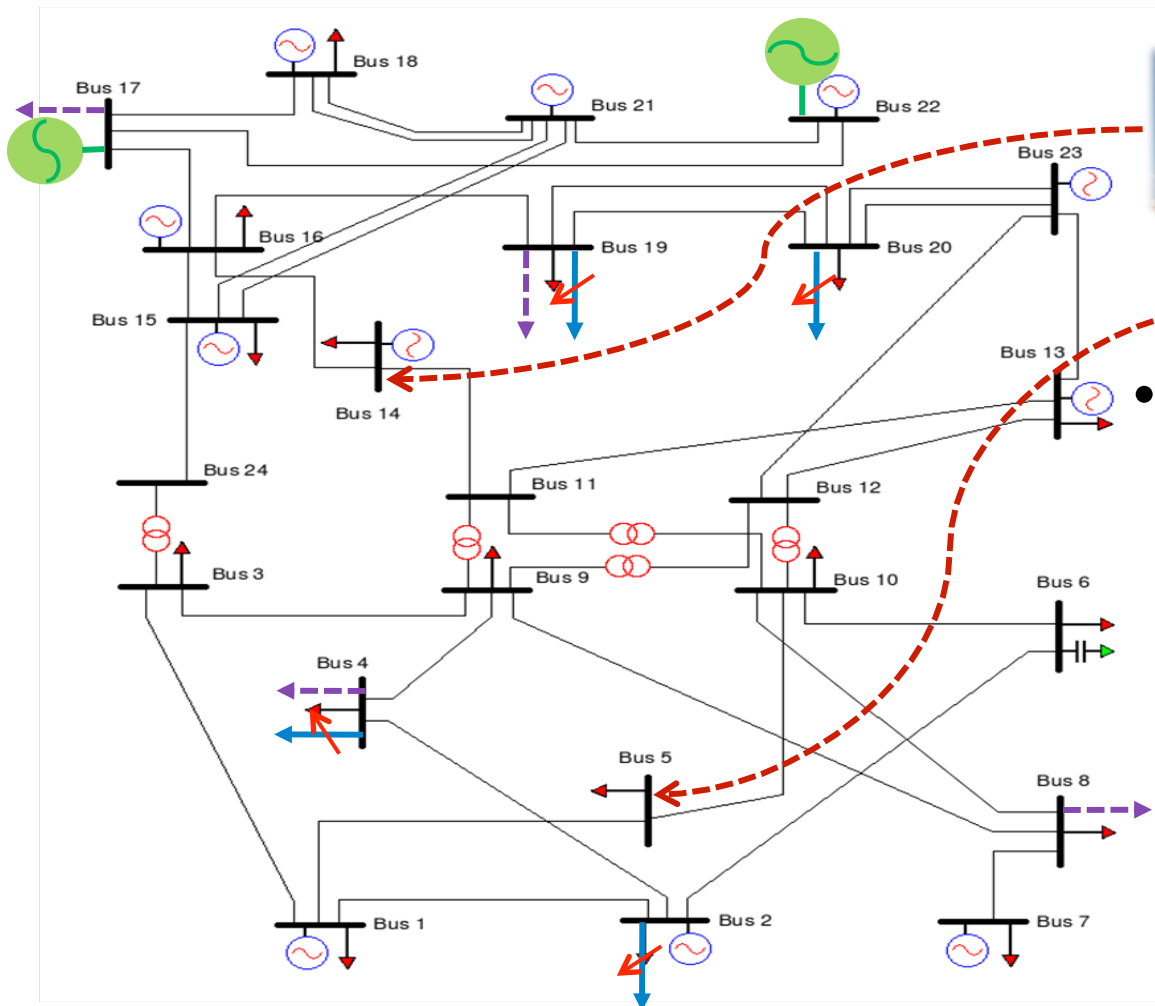 Bus 18
Bus 17
Bus 21
Bus 22
Bus 23
Bus 16
Bus 19
Bus 20
Bus 15
Bus 13
•
Bus 14
Bus 24
Bus 11
Bus 12
Bus 3
Bus 9
Bus 10
Bus 6
Bus 4
Bus 5
Bus 8
Bus 1
Bus 2
Bus 7